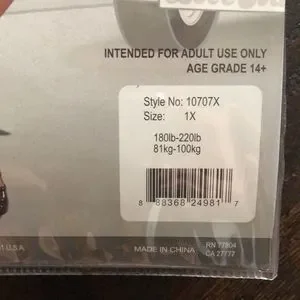 INTENDED FOR ADULT USE ONLY
AGE GRADE 14+
Style No: 10707X
Size: 1X
180lb-220lb
81kg-100kg
8 88368 24981 7
U.S.A.
MADE IN CHINA
RN 77804
CA 27777